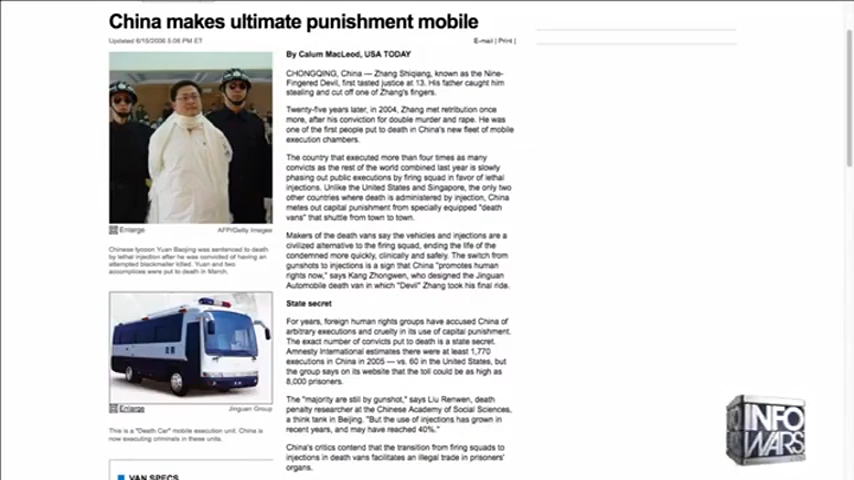 China makes ultimate punishment mobile
Updated 6/15/2006 5:08 PM ET
E-mail | Print |
By Calum MacLeod, USA TODAY
CHONGQING, China — Zhang Shiqiang, known as the Nine-
Fingered Devil, first tasted justice at 13. His father caught him
stealing and cut off one of Zhang's fingers.
Twenty-five years later, in 2004, Zhang met retribution once
more, after his conviction for double murder and rape. He was
one of the first people put to death in China's new fleet of mobile
execution chambers.
The country that executed more than four times as many
convicts as the rest of the world combined last year is slowly
phasing out public executions by firing squad in favor of lethal
injections. Unlike the United States and Singapore, the only two
other countries where death is administered by injection, China
metes out capital punishment from specially equipped "death
vans" that shuttle from town to town.
Makers of the death vans say the vehicles and injections are a
civilized alternative to the firing squad, ending the life of the
condemned more quickly, clinically and safely. The switch from
gunshots to injections is a sign that China "promotes human
rights now," says Kang Zhongwen, who designed the Jinguan
Automobile death van in which "Devil" Zhang took his final ride.
State secret
For years, foreign human rights groups have accused China of
arbitrary executions and cruelty in its use of capital punishment.
The exact number of convicts put to death is a state secret.
Amnesty International estimates there were at least 1,770
executions in China in 2005 — vs. 60 in the United States, but
the group says on its website that the toll could be as high as
8,000 prisoners.
The "majority are still by gunshot," says Liu Renwen, death
penalty researcher at the Chinese Academy of Social Sciences,
a think tank in Beijing. "But the use of injections has grown in
recent years, and may have reached 40%."
China's critics contend that the transition from firing squads to
injections in death vans facilitates an illegal trade in prisoners'
organs.
Enlarge
AFP/Getty Images
Chinese tycoon Yuan Baojing was sentenced to death
by lethal injection after he was convicted of having an
attempted blackmailer killed. Yuan and two
accomplices were put to death in March.
Enlarge
Jinguan Group
This is a "Death Car" mobile execution unit. China is
now executing criminals in these units.
VAN SPECS
INFO
WARS